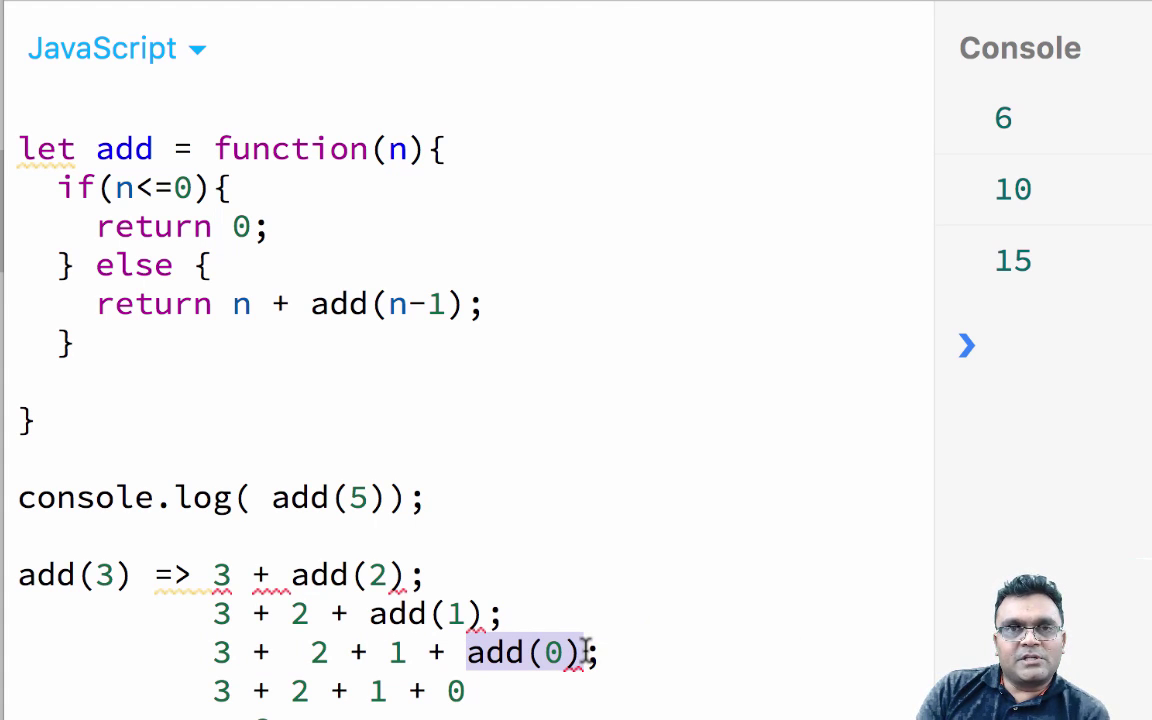 JavaScript
let add = function(n){
if(n<=0){
return 0;
} else {
return n + add(n-1);
}
}
console.log( add(5));
add(3) => 3 + add(2);
3 + 2 + add(1);
3 + 2 + 1 + add(0);
3 + 2 + 1 + 0
Console
6
10
15